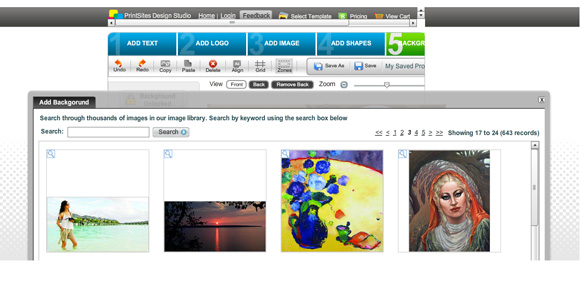 PrintSites Design Studio Home | Login Feedback Select Template Pricing View Cart
1 ADD TEXT 2 ADD LOGO 3 ADD IMAGE 4 ADD SHAPES 5 ACKGR
Undo Redo Copy Paste Delete Align Grid Zones Save As Save My Saved Pro
View Front Back Remove Back Zoom
Add Background X
Search through thousands of images in our image library. Search by keyword using the search box below
Search: Search << < 1 2 3 4 5 > >> Showing 17 to 24 (643 records)